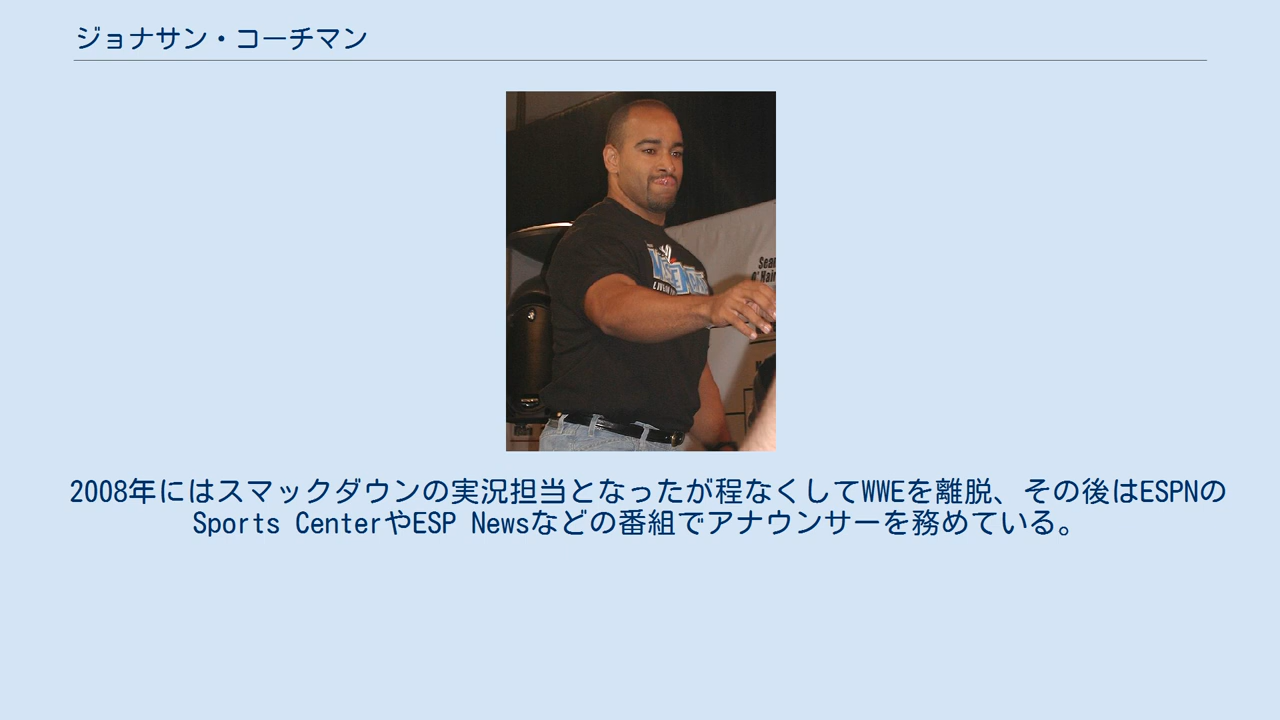 ジョナサン・コーチマン
Sean
O'Hair
2008年にはスマックダウンの実況担当となったが程なくしてWWEを離脱、その後はESPNの
Sports CenterやESP Newsなどの番組でアナウンサーを務めている。